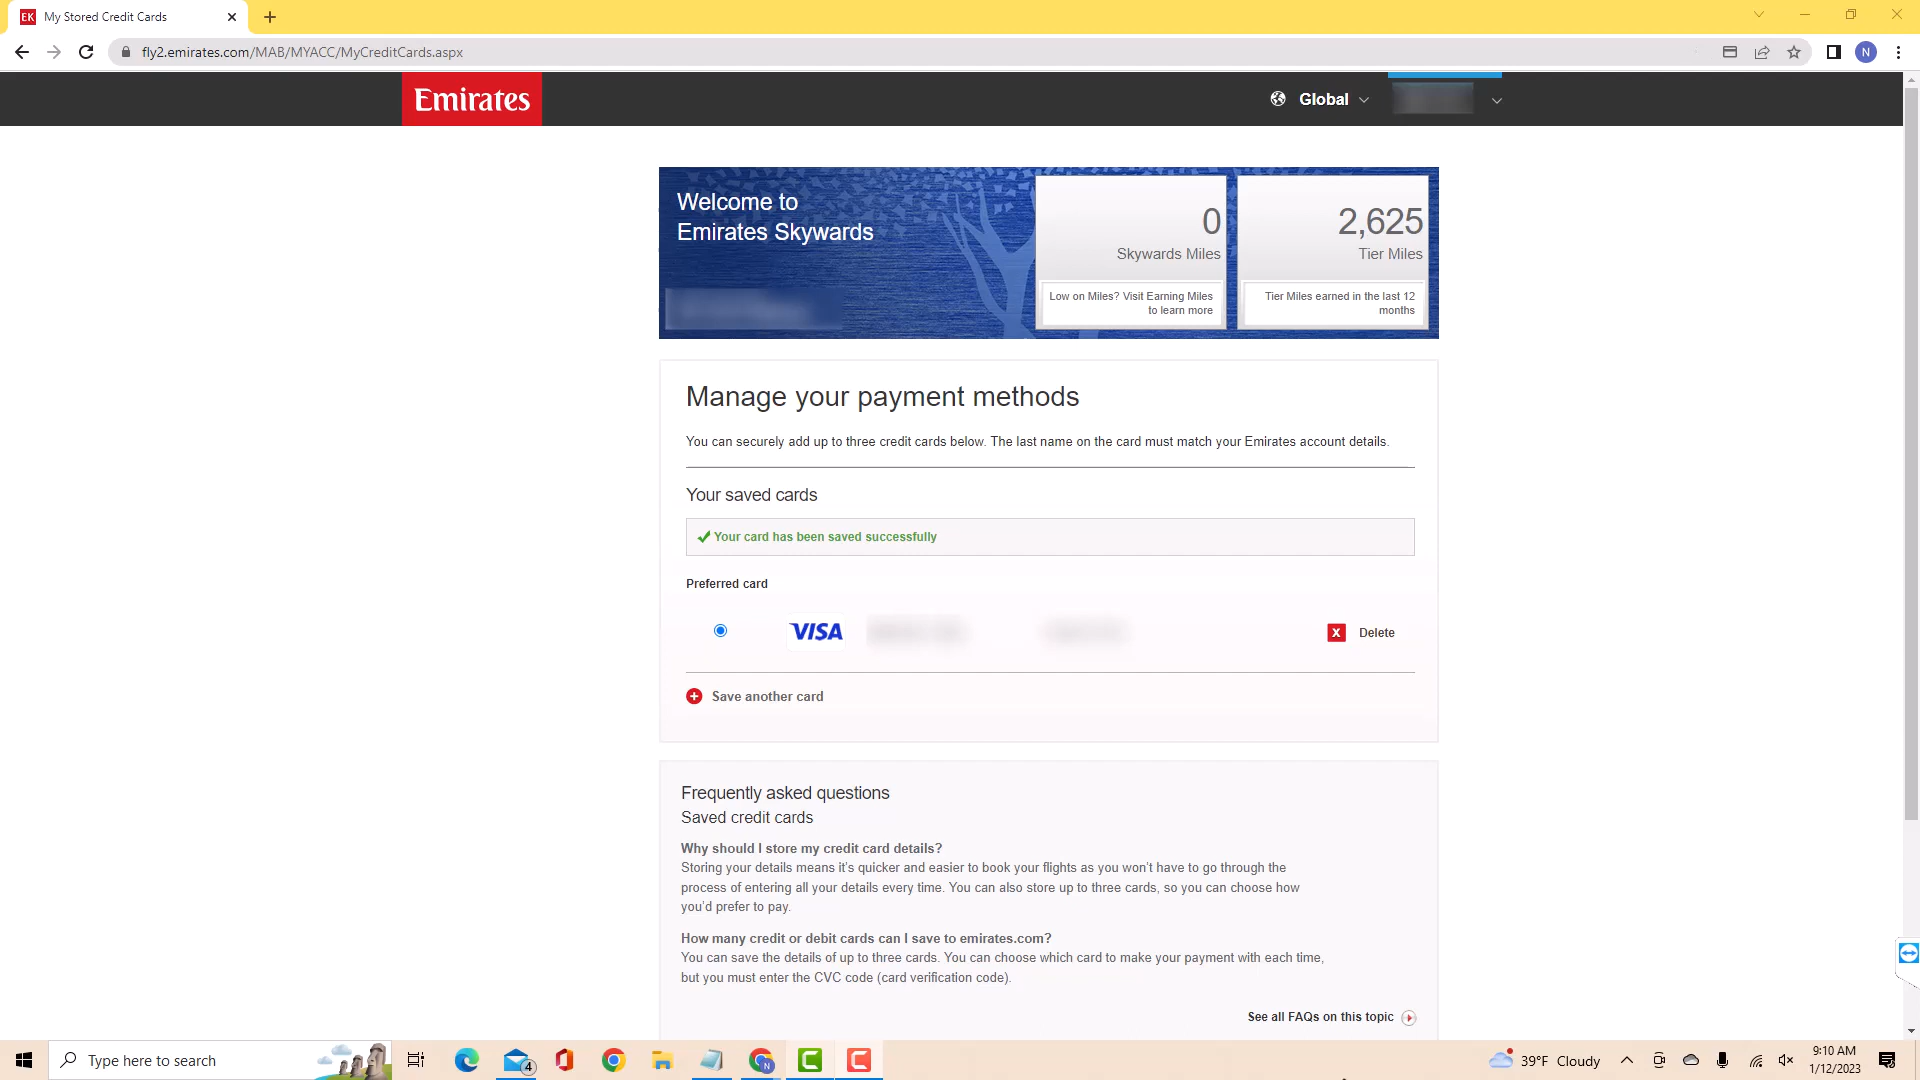 EK My Stored Credit Cards
fly2.emirates.com/MAB/MYACC/MyCreditCards.aspx
N
Emirates
Global
Welcome to
Emirates Skywards
0
Skywards Miles
Low on Miles? Visit Earning Miles
to learn more
2,625
Tier Miles
Tier Miles earned in the last 12
months
Manage your payment methods
You can securely add up to three credit cards below. The last name on the card must match your Emirates account details.
Your saved cards
Your card has been saved successfully
Preferred card
VISA
X Delete
Save another card
Frequently asked questions
Saved credit cards
Why should I store my credit card details?
Storing your details means it's quicker and easier to book your flights as you won't have to go through the
process of entering all your details every time. You can also store up to three cards, so you can choose how
you'd prefer to pay.
How many credit or debit cards can I save to emirates.com?
You can save the details of up to three cards. You can choose which card to make your payment with each time,
but you must enter the CVC code (card verification code).
See all FAQs on this topic
Type here to search
4
N
39°F Cloudy
9:10 AM
1/12/2023